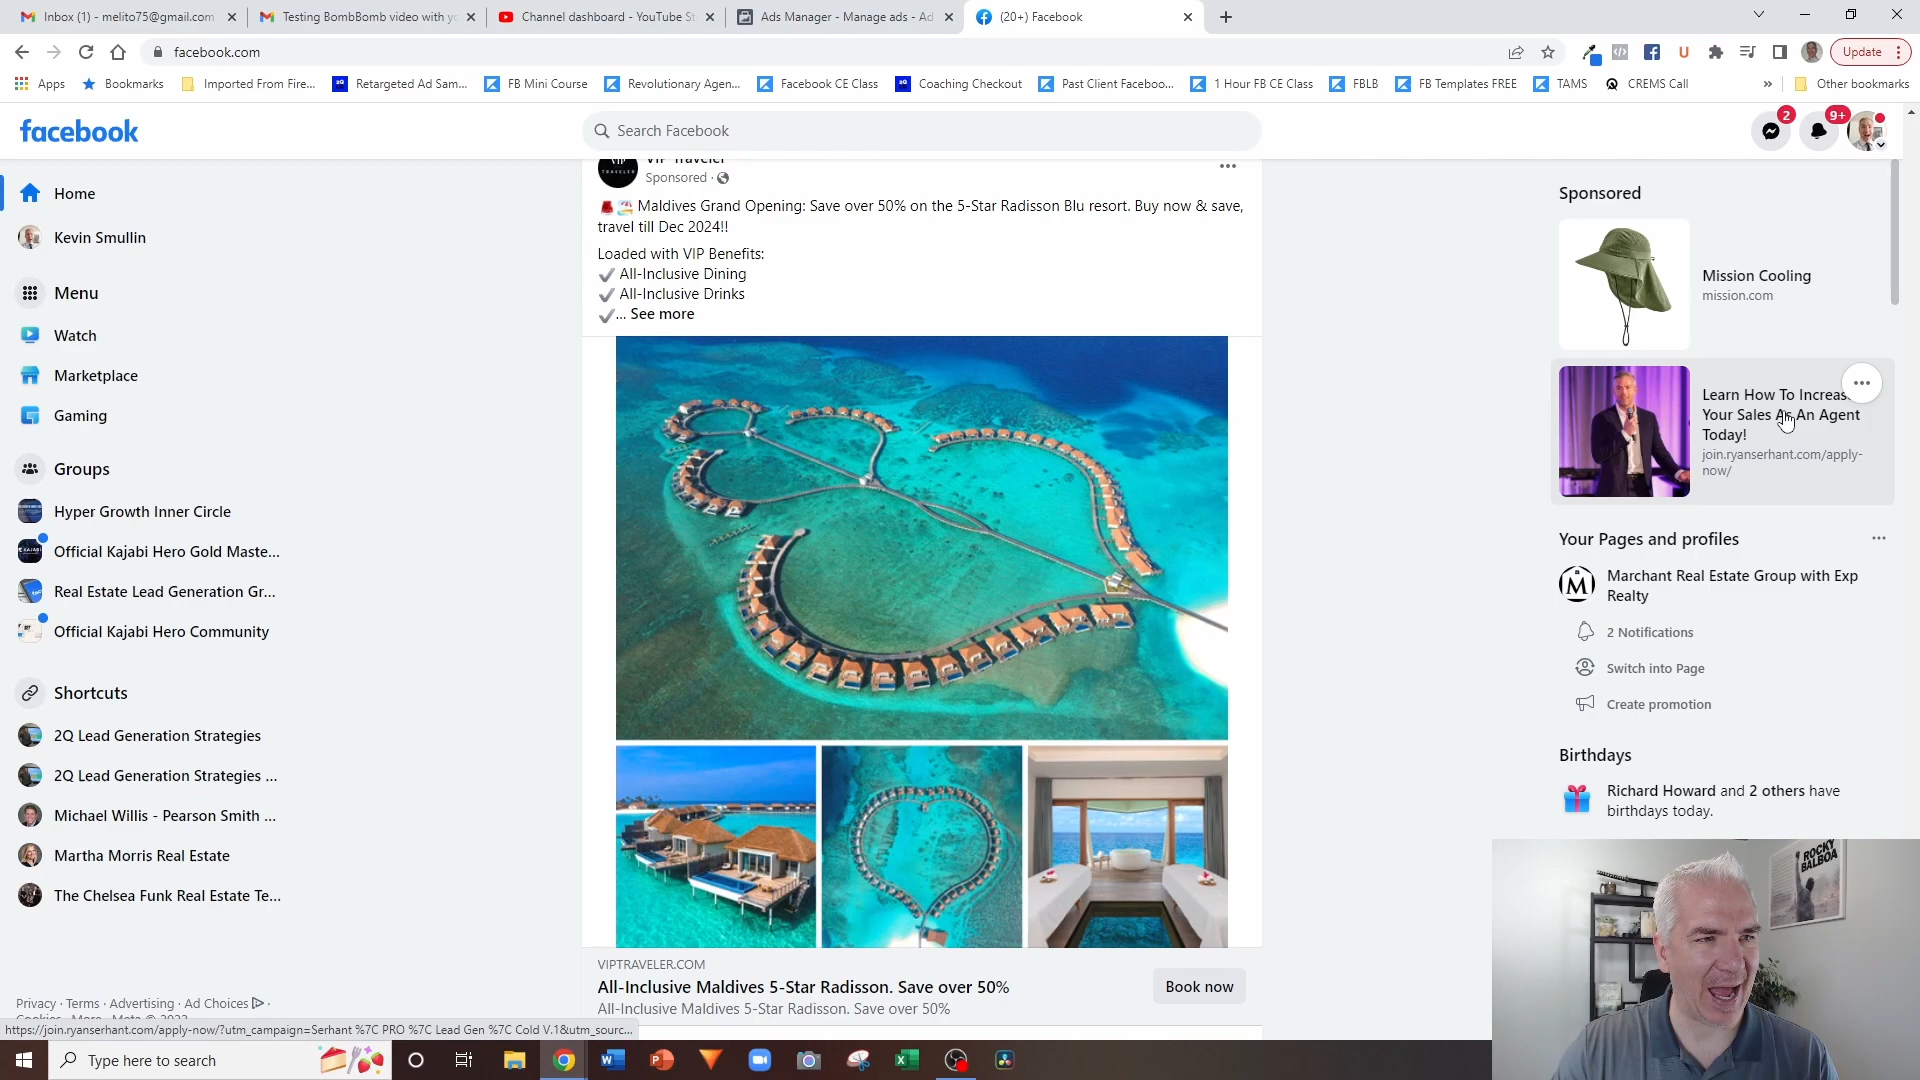 Inbox (1) - melito75@gmail.com
Testing BombBomb video with yo
Channel dashboard - YouTube St
Ads Manager - Manage ads - Ad
(20+) Facebook
facebook.com
Update
Apps
Bookmarks
Imported From Fire...
Retargeted Ad Sam...
FB Mini Course
Revolutionary Agen...
Facebook CE Class
Coaching Checkout
Past Client Faceboo...
1 Hour FB CE Class
FBLB
FB Templates FREE
TAMS
CREMS Call
»
Other bookmarks
facebook
Search Facebook
2
9+
Home
Kevin Smullin
Menu
Watch
Marketplace
Gaming
Groups
Hyper Growth Inner Circle
Official Kajabi Hero Gold Maste...
Real Estate Lead Generation Gr...
Official Kajabi Hero Community
Shortcuts
2Q Lead Generation Strategies
2Q Lead Generation Strategies ...
Michael Willis - Pearson Smith ...
Martha Morris Real Estate
The Chelsea Funk Real Estate Te...
Privacy · Terms · Advertising · Ad Choices ·
Cookies · More · Meta © 2022
https://join.ryanserhant.com/apply-now/?utm_campaign=Serhant %7C PRO %7C Lead Gen %7C Cold V.1&utm_sourc...
VIP Traveler
VIP
TRAVELER
Sponsored ·
Maldives Grand Opening: Save over 50% on the 5-Star Radisson Blu resort. Buy now & save,
travel till Dec 2024!!
Loaded with VIP Benefits:
✓ All-Inclusive Dining
✓ All-Inclusive Drinks
✓... See more
VIPTRAVELER.COM
All-Inclusive Maldives 5-Star Radisson. Save over 50%
All-Inclusive Maldives 5-Star Radisson. Save over 50%
Book now
Sponsored
Mission Cooling
mission.com
Learn How To Increas
Your Sales As An Agent
Today!
join.ryanserhant.com/apply-
now/
Your Pages and profiles
Marchant Real Estate Group with Exp
Realty
2 Notifications
Switch into Page
Create promotion
Birthdays
Richard Howard and 2 others have
birthdays today.
ROCKY
BALBOA
Type here to search